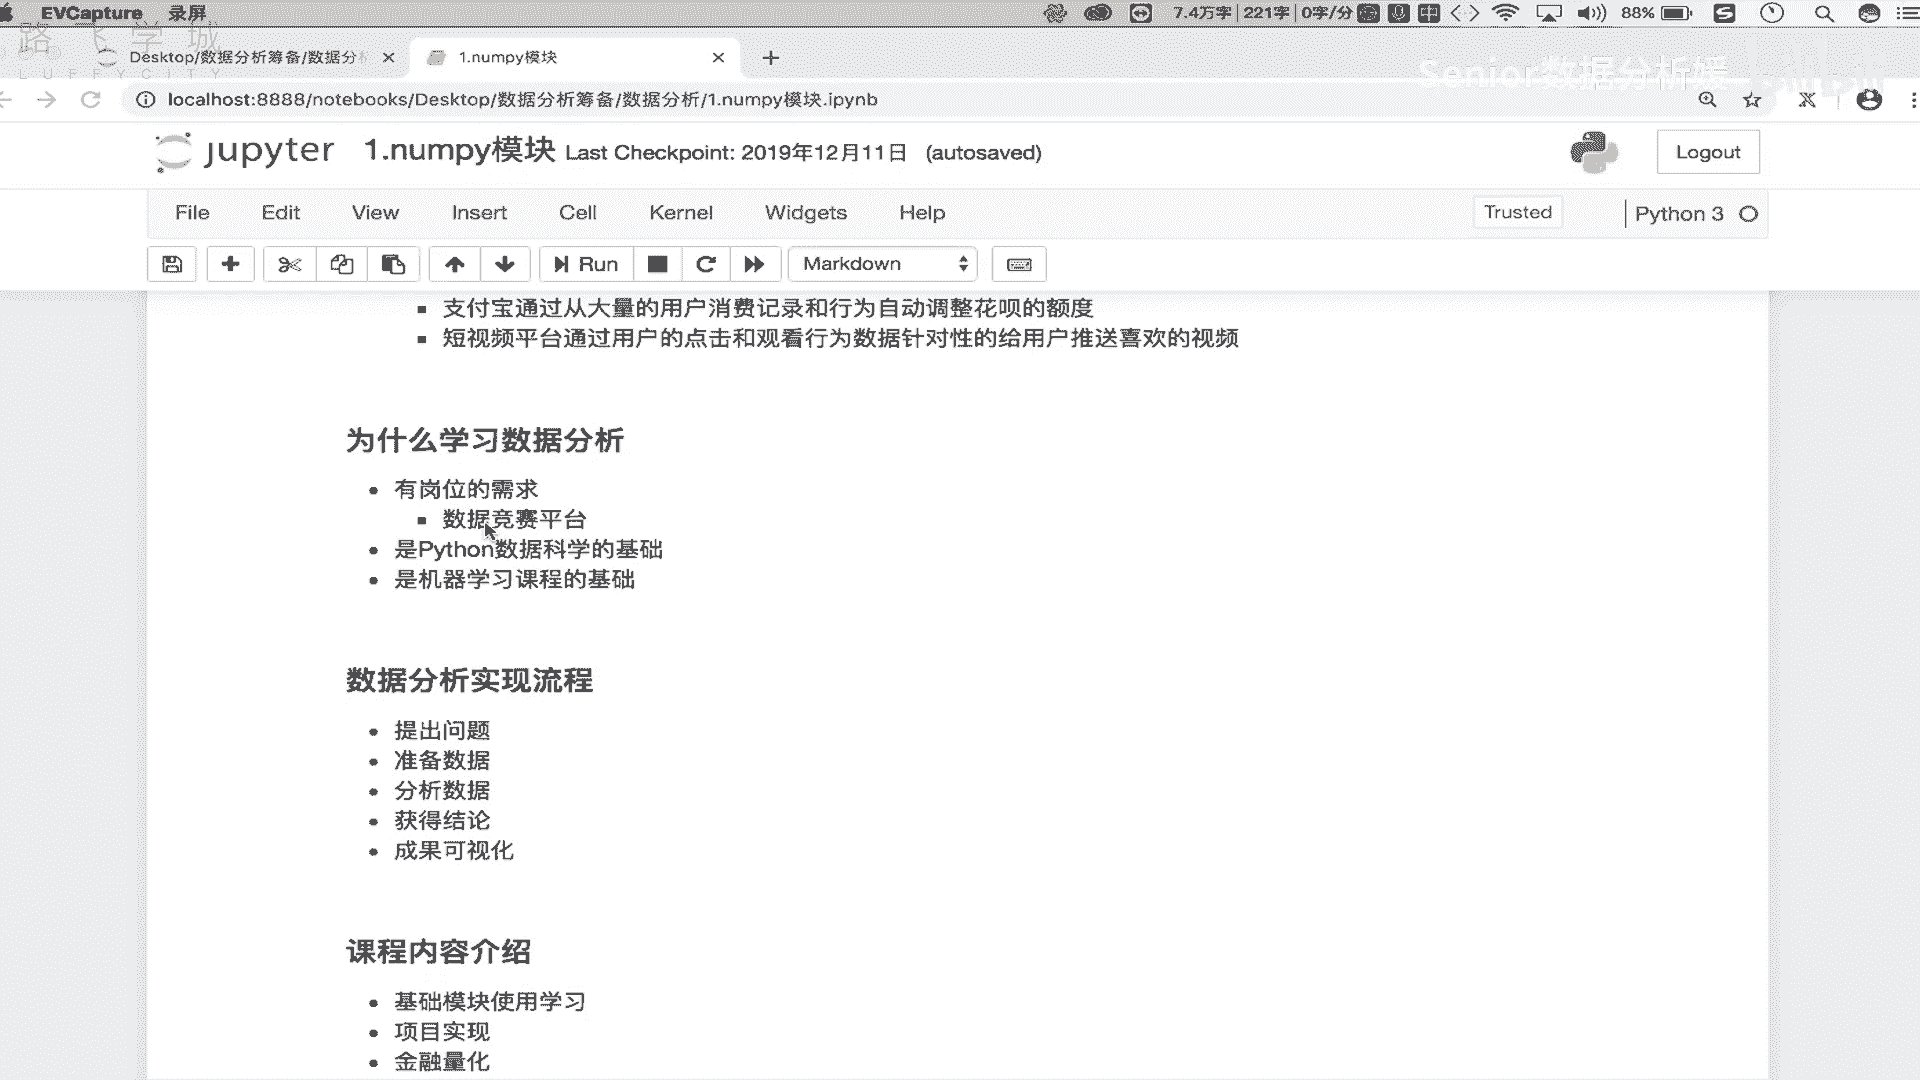 EVCapture 录屏 7.4万字 221字 0字/分 中 88%
路飞学城
LUFFYCITY
Desktop/数据分析筹备/数据分析 1.numpy模块
Senior数据分析媛
localhost:8888/notebooks/Desktop/数据分析筹备/数据分析/1.numpy模块.ipynb
jupyter 1.numpy模块 Last Checkpoint: 2019年12月11日 (autosaved) Logout
File Edit View Insert Cell Kernel Widgets Help Trusted Python 3
Run Markdown
支付宝通过从大量的用户消费记录和行为自动调整花呗的额度
短视频平台通过用户的点击和观看行为数据针对性的给用户推送喜欢的视频
为什么学习数据分析
有岗位的需求
数据竞赛平台
是Python数据科学的基础
是机器学习课程的基础
数据分析实现流程
提出问题
准备数据
分析数据
获得结论
成果可视化
课程内容介绍
基础模块使用学习
项目实现
金融量化